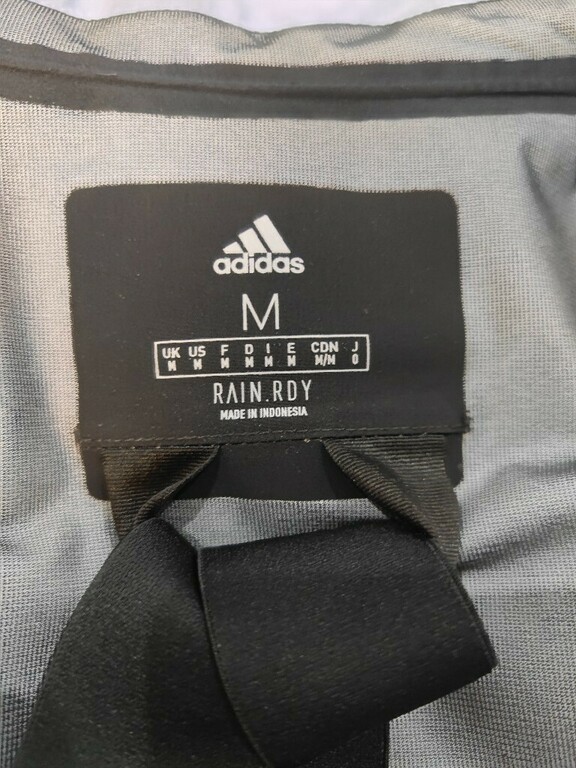 adidas
M
UK US F D I E CDN J
M M M M M M M/M O
RAIN.RDY
MADE IN INDONESIA